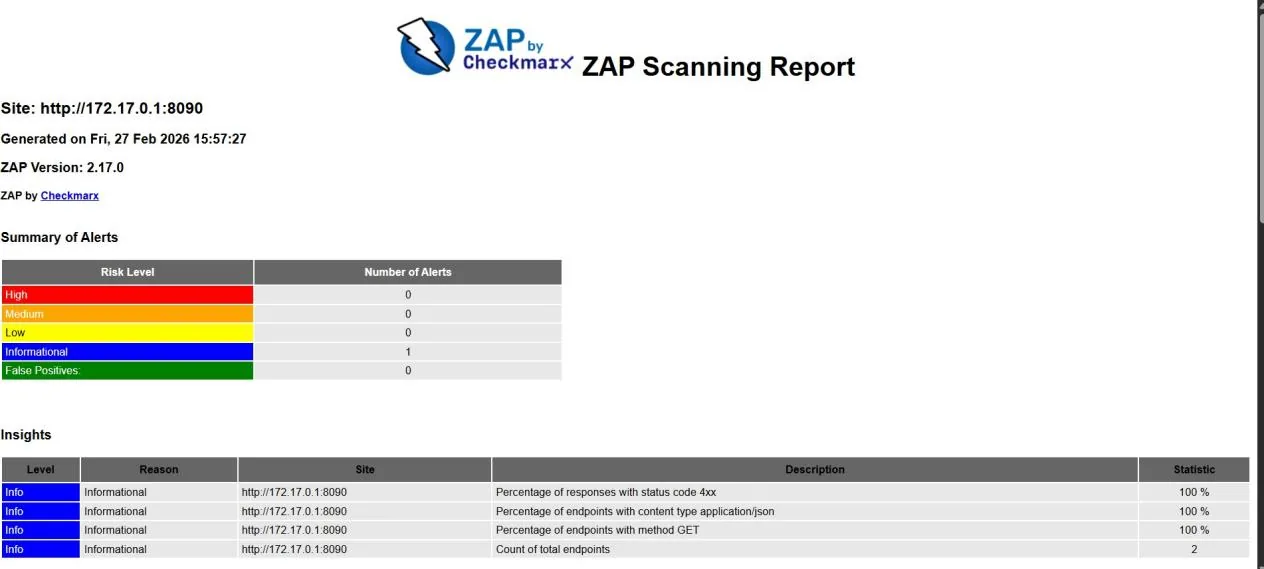 ZAP by
Checkmarx ZAP Scanning Report
Site: http://172.17.0.1:8090
Generated on Fri, 27 Feb 2026 15:57:27
ZAP Version: 2.17.0
ZAP by Checkmarx
Summary of Alerts
Risk Level Number of Alerts
High 0
Medium 0
Low 0
Informational 1
False Positives: 0
Insights
Level Reason Site Description Statistic
Info Informational http://172.17.0.1:8090 Percentage of responses with status code 4xx 100 %
Info Informational http://172.17.0.1:8090 Percentage of endpoints with content type application/json 100 %
Info Informational http://172.17.0.1:8090 Percentage of endpoints with method GET 100 %
Info Informational http://172.17.0.1:8090 Count of total endpoints 2